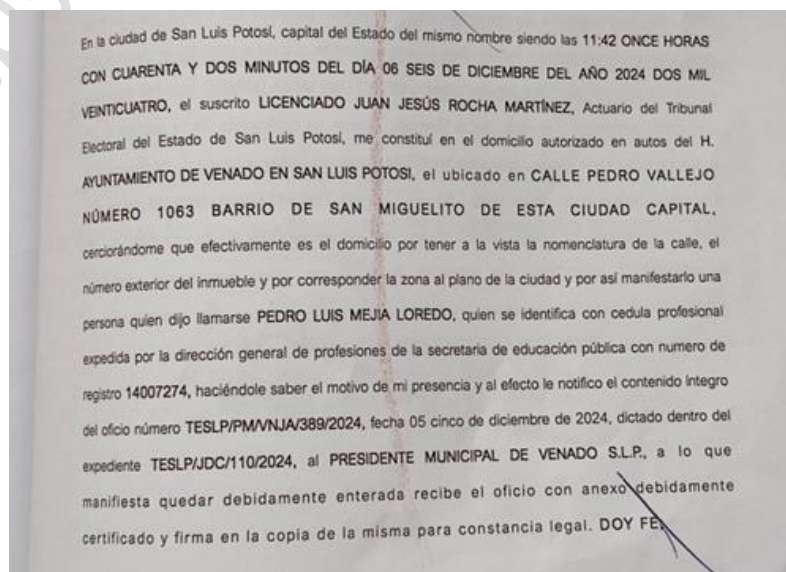 En la ciudad de San Luis Potosí, capital del Estado del mismo nombre siendo las 11:42 ONCE HORAS
CON CUARENTA Y DOS MINUTOS DEL DÍA 06 SEIS DE DICIEMBRE DEL AÑO 2024 DOS MIL
VEINTICUATRO, el suscrito LICENCIADO JUAN JESÚS ROCHA MARTÍNEZ, Actuario del Tribunal
Electoral del Estado de San Luis Potosí, me constituí en el domicilio autorizado en autos del H.
AYUNTAMIENTO DE VENADO EN SAN LUIS POTOSI, el ubicado en CALLE PEDRO VALLEJO
NÚMERO 1063 BARRIO DE SAN MIGUELITO DE ESTA CIUDAD CAPITAL,
cerciorándome que efectivamente es el domicilio por tener a la vista la nomenclatura de la calle, el
número exterior del inmueble y por corresponder la zona al plano de la ciudad y por así manifestarlo una
persona quien dijo llamarse PEDRO LUIS MEJIA LOREDO, quien se identifica con cedula profesional
expedida por la dirección general de profesiones de la secretaria de educación pública con numero de
registro 14007274, haciéndole saber el motivo de mi presencia y al efecto le notifico el contenido íntegro
del oficio número TESLP/PM/VNJA/389/2024, fecha 05 cinco de diciembre de 2024, dictado dentro del
expediente TESLP/JDC/110/2024, al PRESIDENTE MUNICIPAL DE VENADO S.L.P., a lo que
manifiesta quedar debidamente enterada recibe el oficio con anexo debidamente
certificado y firma en la copia de la misma para constancia legal. DOY FE.